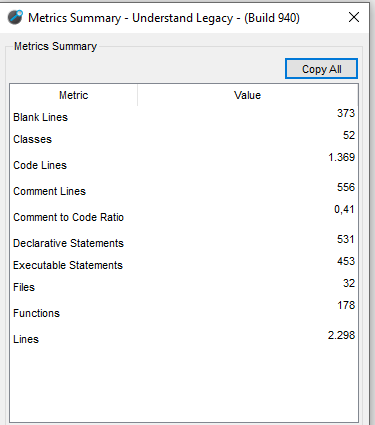 Metrics Summary - Understand Legacy - (Build 940)
Metrics Summary
Copy All
Metric Value
Blank Lines 373
Classes 52
Code Lines 1.369
Comment Lines 556
Comment to Code Ratio 0,41
Declarative Statements 531
Executable Statements 453
Files 32
Functions 178
Lines 2.298